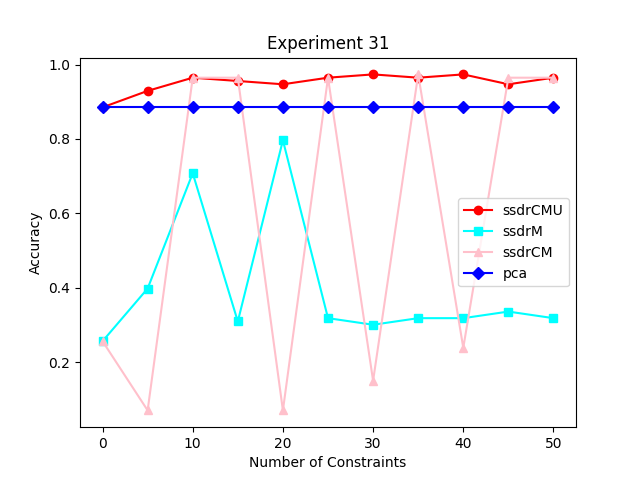 Experiment 31
1.0
0.8
0.6
0.4
0.2
Accuracy
ssdrCMU
ssdrM
ssdrCM
pca
0 10 20 30 40 50
Number of Constraints